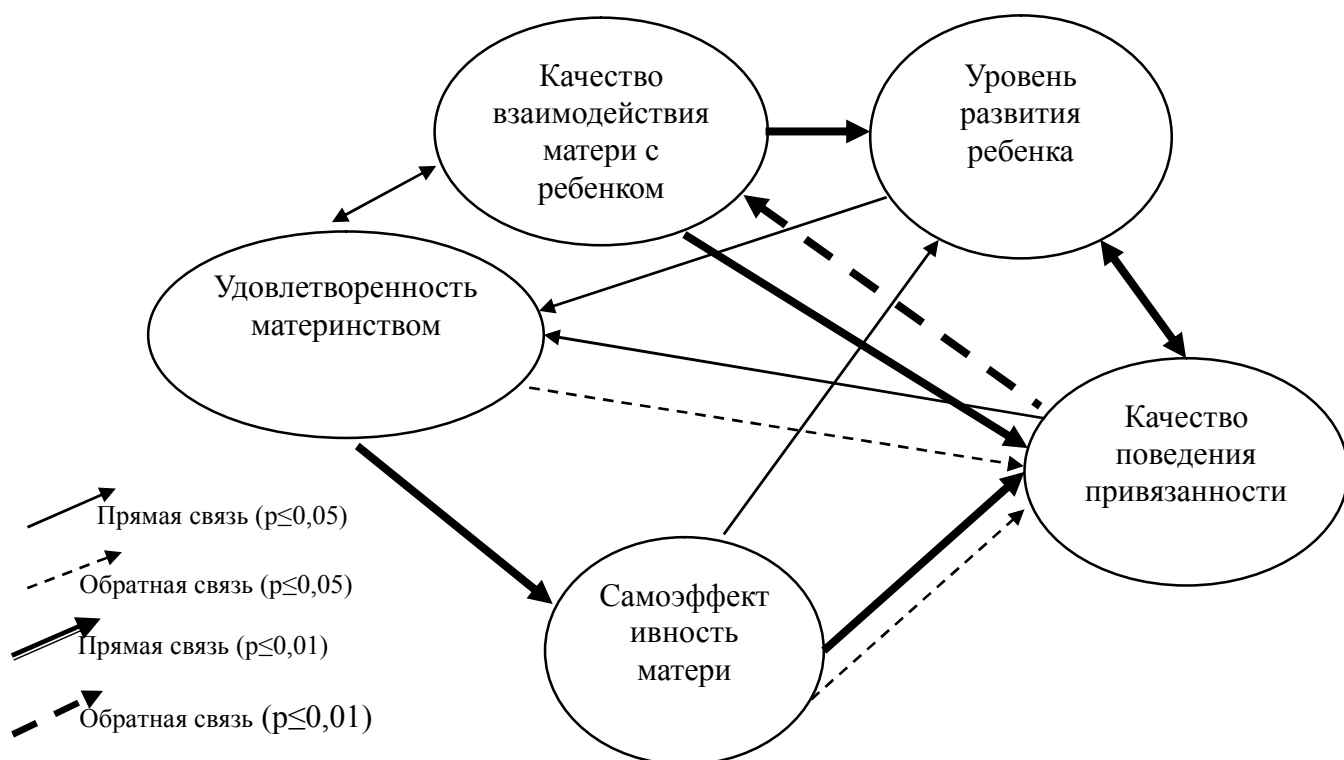 Качество
взаимодействия
матери с
ребенком
Уровень
развития
ребенка
Удовлетворенность
материнством
Качество
поведения
привязанности
Самоэффект
ивность
матери
Прямая связь (p≤0,05)
Обратная связь (p≤0,05)
Прямая связь (p≤0,01)
Обратная связь (p≤0,01)